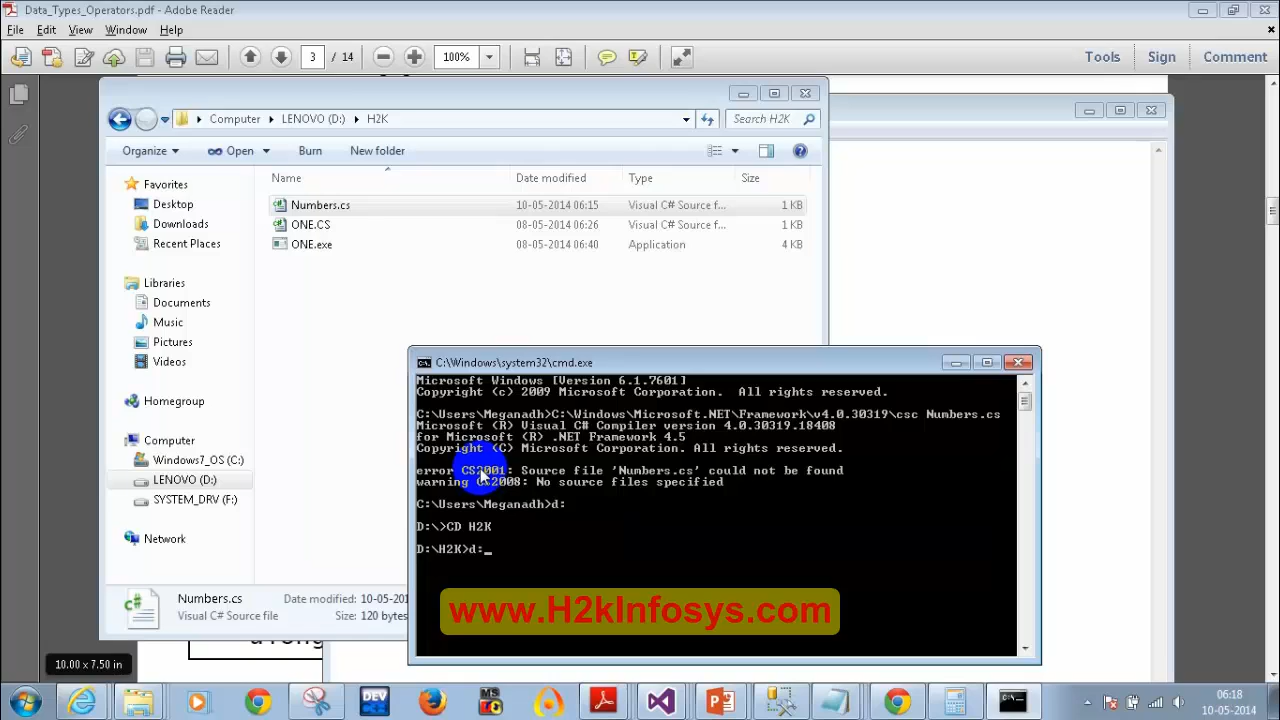 Data_Types_Operators.pdf - Adobe Reader
File Edit View Window Help
3 / 14 100% Tools Sign Comment
Computer LENOVO (D:) H2K Search H2K
Organize Open Burn New folder
Name Date modified Type Size
Favorites
Desktop
Downloads
Recent Places
Libraries
Documents
Music
Pictures
Videos
Homegroup
Computer
Windows7_OS (C:)
LENOVO (D:)
SYSTEM_DRV (F:)
Network
Numbers.cs 10-05-2014 06:15 Visual C# Source f... 1 KB
ONE.CS 08-05-2014 06:26 Visual C# Source f... 1 KB
ONE.exe 08-05-2014 06:40 Application 4 KB
Numbers.cs Date modified: 10-05
Visual C# Source file Size: 120 bytes
C:\Windows\system32\cmd.exe
Microsoft Windows [Version 6.1.7601]
Copyright (c) 2009 Microsoft Corporation. All rights reserved.
C:\Users\Meganadh>C:\Windows\Microsoft.NET\Framework\v4.0.30319\csc Numbers.cs
Microsoft (R) Visual C# Compiler version 4.0.30319.18408
for Microsoft (R) .NET Framework 4.5
Copyright (C) Microsoft Corporation. All rights reserved.
error CS2001: Source file 'Numbers.cs' could not be found
warning CS2008: No source files specified
C:\Users\Meganadh>d:
D:\>CD H2K
D:\H2K>d:_
www.H2kInfosys.com
10.00 x 7.50 in
DEV
MS
06:18
10-05-2014